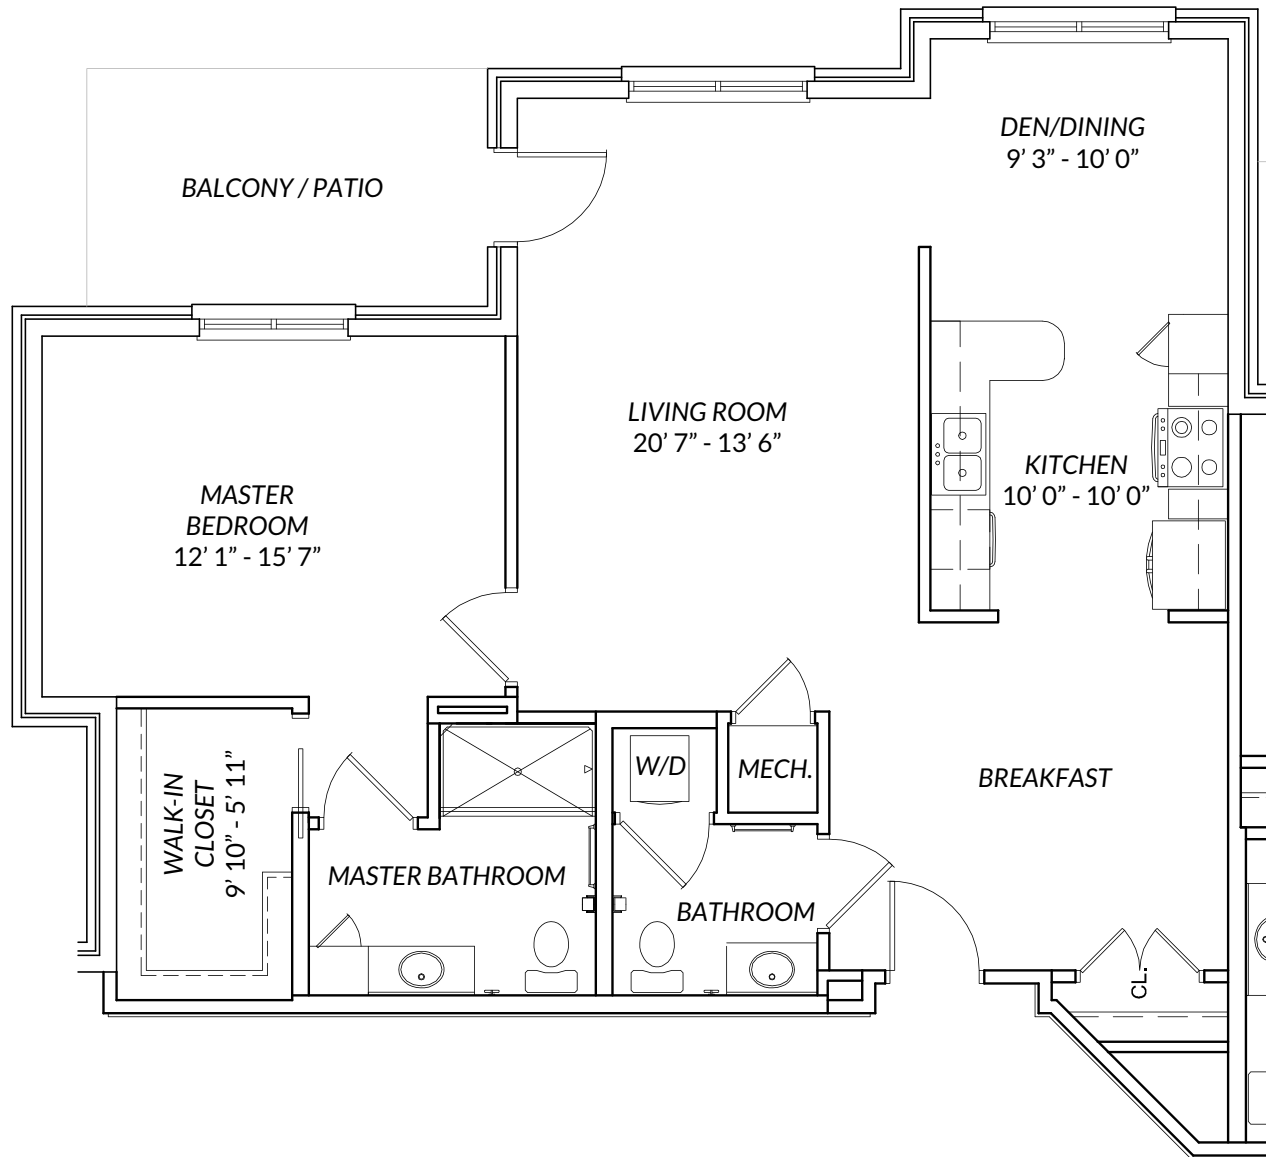 DEN/DINING
9’ 3” - 10’ 0”
BALCONY / PATIO
LIVING ROOM
20’ 7” - 13’ 6”
KITCHEN
10’ 0” - 10’ 0”
MASTER
BEDROOM
12’ 1” - 15’ 7”
W/D
MECH.
BREAKFAST
WALK-IN
CLOSET
9’ 10” - 5’ 11”
MASTER BATHROOM
BATHROOM
CL.